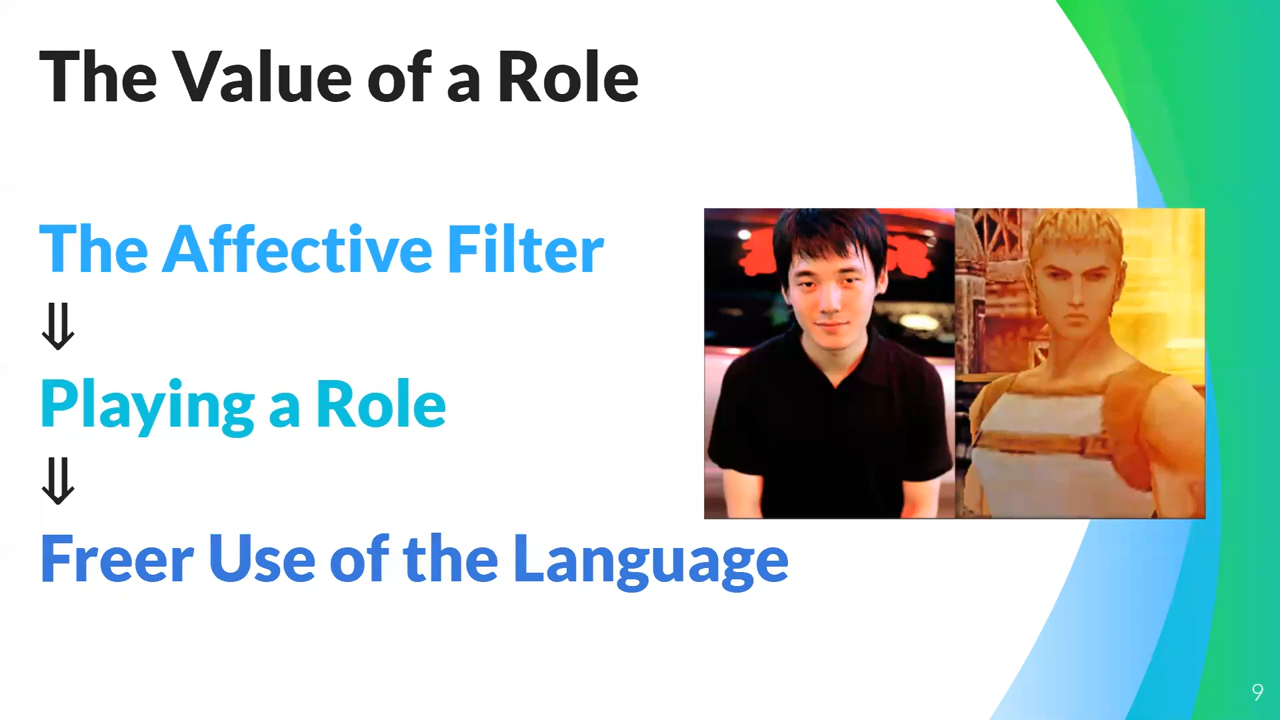 The Value of a Role
The Affective Filter
⇓
Playing a Role
⇓
Freer Use of the Language
9